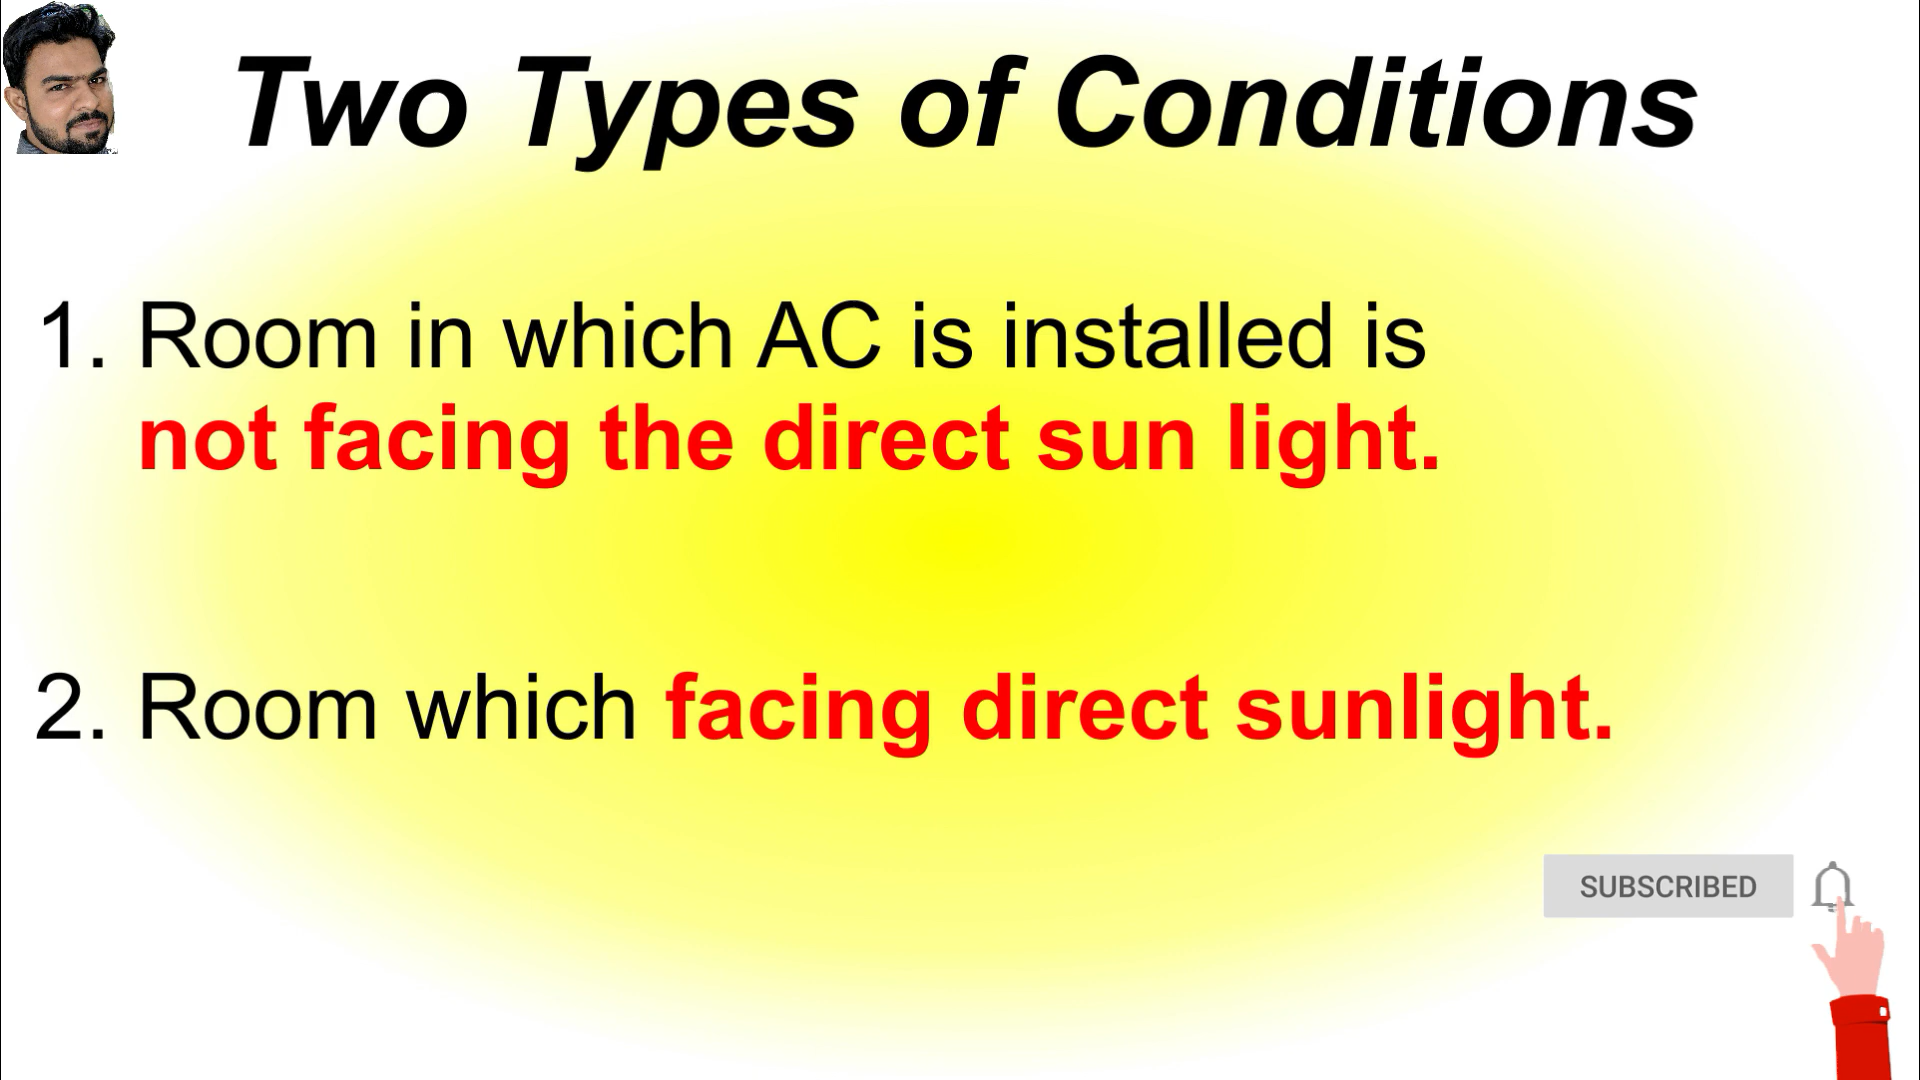 Two Types of Conditions
1. Room in which AC is installed is
not facing the direct sun light.
2. Room which facing direct sunlight.
SUBSCRIBED